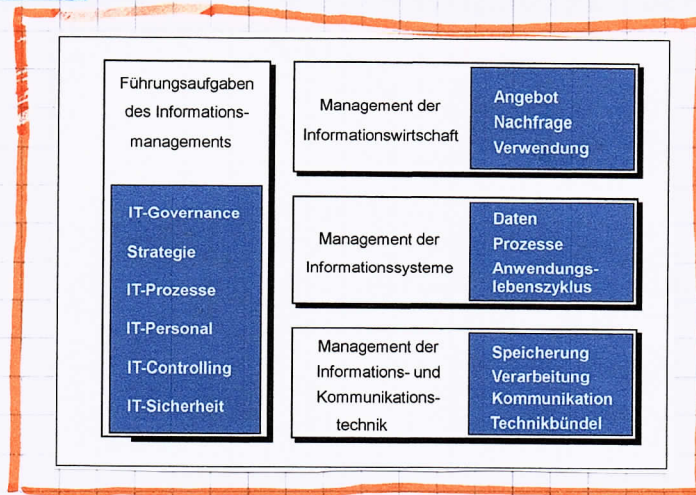 Führungsaufgaben
des Informations-
managements
IT-Governance
Strategie
IT-Prozesse
IT-Personal
IT-Controlling
IT-Sicherheit
Management der
Informationswirtschaft
Angebot
Nachfrage
Verwendung
Management der
Informationssysteme
Daten
Prozesse
Anwendungs-
lebenszyklus
Management der
Informations- und
Kommunikations-
technik
Speicherung
Verarbeitung
Kommunikation
Technikbündel